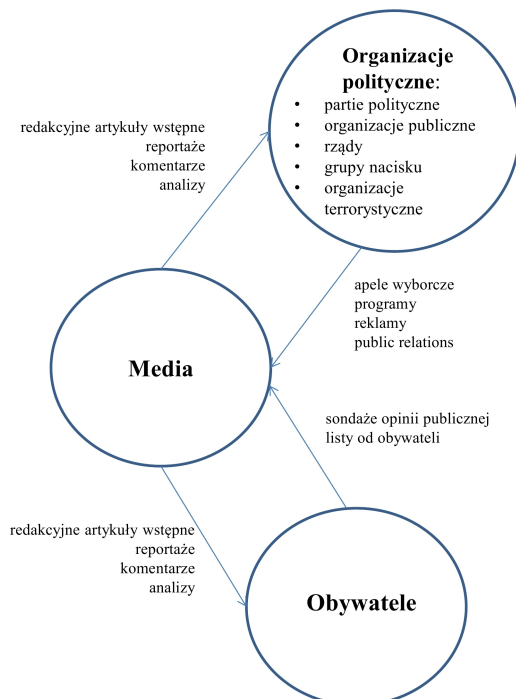 Organizacje
polityczne:
• partie polityczne
• organizacje publiczne
• rządy
• grupy nacisku
• organizacje
terrorystyczne
redakcyjne artykuły wstępne
reportaże
komentarze
analizy
apele wyborcze
programy
reklamy
public relations
Media
sondaże opinii publicznej
listy od obywateli
redakcyjne artykuły wstępne
reportaże
komentarze
analizy
Obywatele